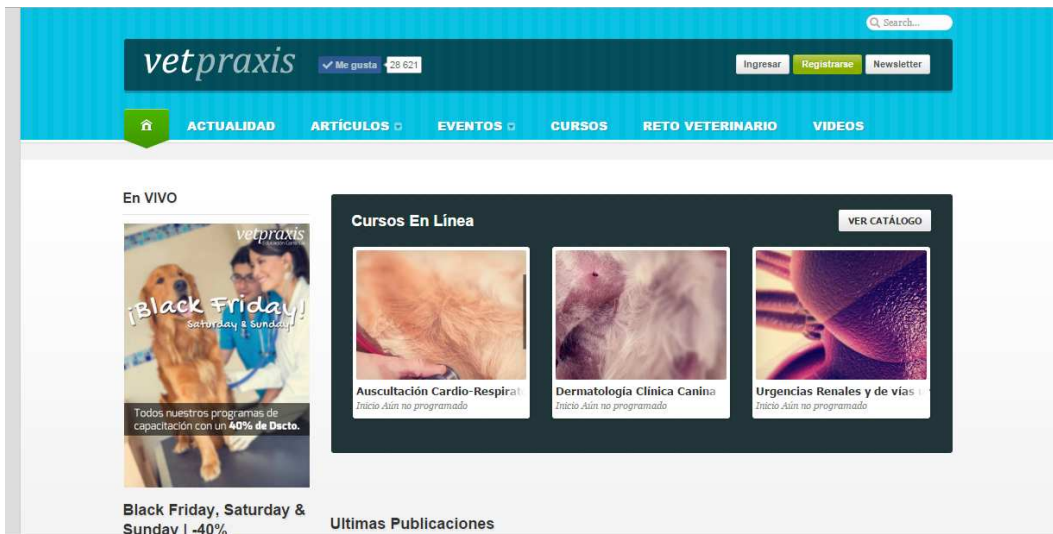 Search...
vetpraxis
Me gusta 28 621
Ingresar Registrarse Newsletter
ACTUALIDAD ARTÍCULOS EVENTOS CURSOS RETO VETERINARIO VIDEOS
En VIVO
vetpraxis
¡Black Friday!
Saturday & Sunday!
Todos nuestros programas de
capacitación con un 40% de Dscto.
Black Friday, Saturday &
Sunday | -40%
Cursos En Línea
VER CATÁLOGO
Auscultación Cardio-Respirat
Inicio Aún no programado
Dermatología Clínica Canina
Inicio Aún no programado
Urgencias Renales y de vías
Inicio Aún no programado
Ultimas Publicaciones